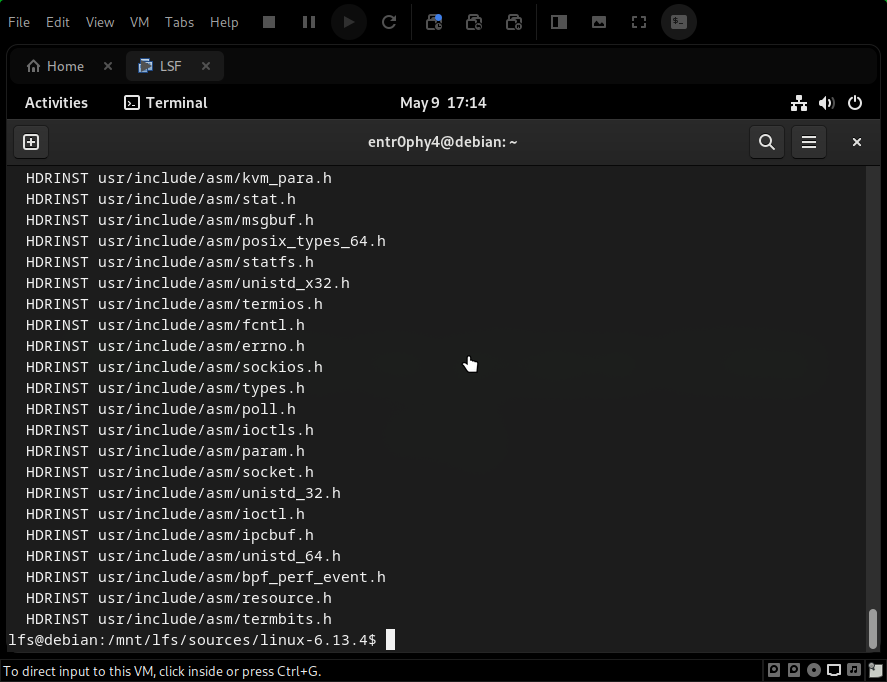 File Edit View VM Tabs Help
Home LSF
Activities Terminal May 9 17:14
entr0phy4@debian: ~
HDRINST usr/include/asm/kvm_para.h
HDRINST usr/include/asm/stat.h
HDRINST usr/include/asm/msgbuf.h
HDRINST usr/include/asm/posix_types_64.h
HDRINST usr/include/asm/statfs.h
HDRINST usr/include/asm/unistd_x32.h
HDRINST usr/include/asm/termios.h
HDRINST usr/include/asm/fcntl.h
HDRINST usr/include/asm/errno.h
HDRINST usr/include/asm/sockios.h
HDRINST usr/include/asm/types.h
HDRINST usr/include/asm/poll.h
HDRINST usr/include/asm/ioctls.h
HDRINST usr/include/asm/param.h
HDRINST usr/include/asm/socket.h
HDRINST usr/include/asm/unistd_32.h
HDRINST usr/include/asm/ioctl.h
HDRINST usr/include/asm/ipcbuf.h
HDRINST usr/include/asm/unistd_64.h
HDRINST usr/include/asm/bpf_perf_event.h
HDRINST usr/include/asm/resource.h
HDRINST usr/include/asm/termbits.h
lfs@debian:/mnt/lfs/sources/linux-6.13.4$
To direct input to this VM, click inside or press Ctrl+G.